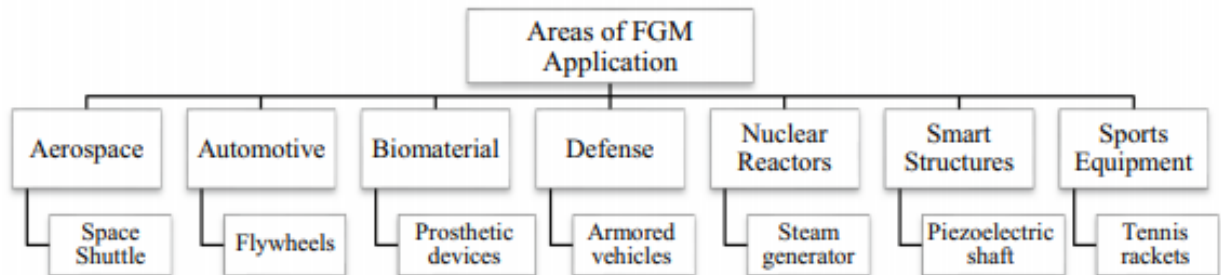 Areas of FGM
Application
Aerospace
Automotive
Biomaterial
Defense
Nuclear
Reactors
Smart
Structures
Sports
Equipment
Space
Shuttle
Flywheels
Prosthetic
devices
Armored
vehicles
Steam
generator
Piezoelectric
shaft
Tennis
rackets